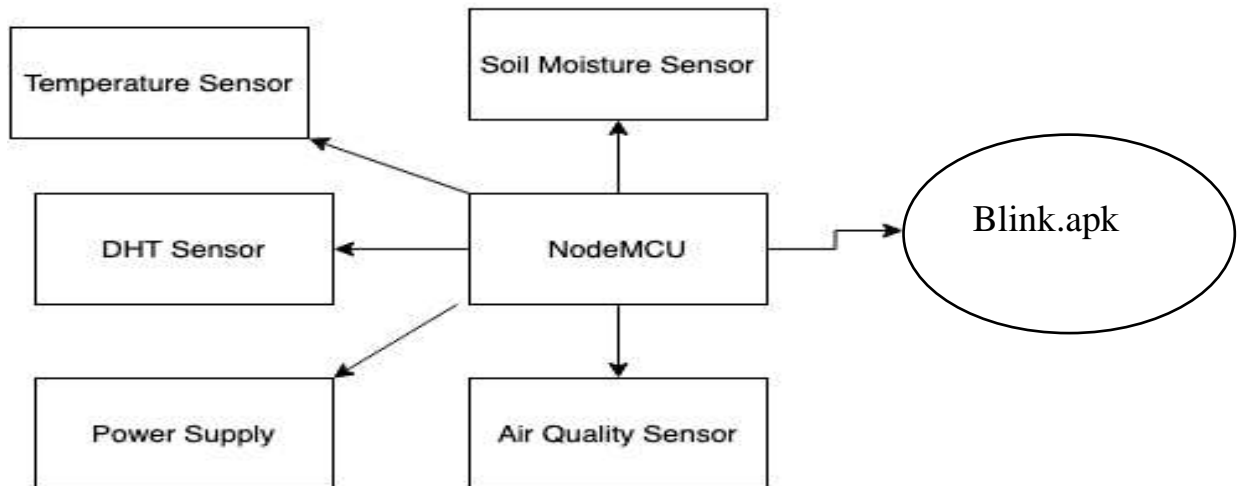 Soil Moisture Sensor
Temperature Sensor
Blink.apk
DHT Sensor
NodeMCU
Power Supply
Air Quality Sensor